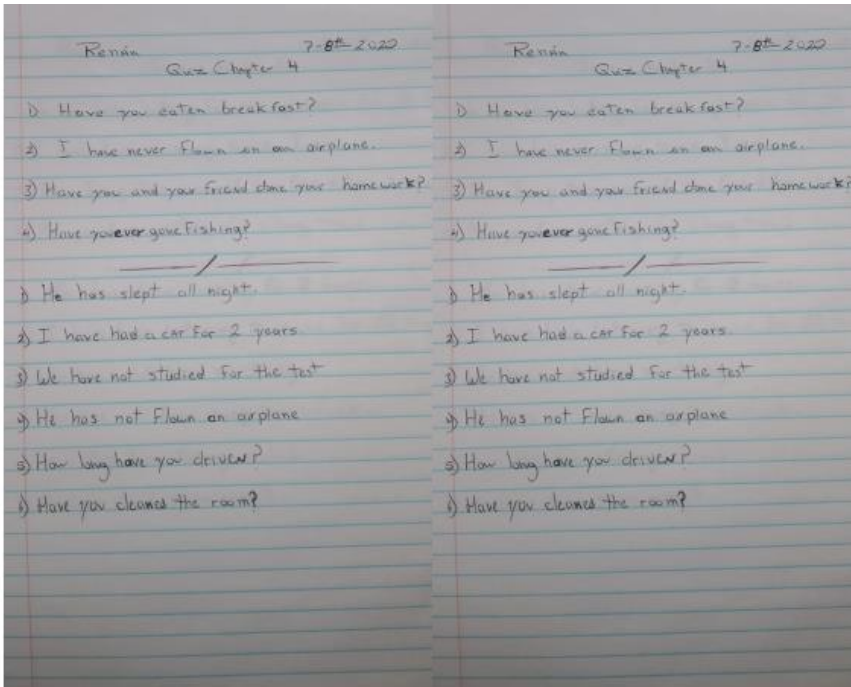 Renán 7-8th-2020
Quiz Chapter 4
1) Have you eaten breakfast?
2) I have never Flown on an airplane.
3) Have you and your friend done your homework?
4) Have you ever gone Fishing?
1) He has slept all night.
2) I have had a car For 2 years
3) We have not studied For the test
4) He has not Flown an airplane
5) How long have you driven?
6) Have you cleaned the room?
Renán 7-8th-2020
Quiz Chapter 4
1) Have you eaten breakfast?
2) I have never Flown on an airplane.
3) Have you and your friend done your homework?
4) Have you ever gone Fishing?
1) He has slept all night.
2) I have had a car For 2 years
3) We have not studied For the test
4) He has not Flown an airplane
5) How long have you driven?
6) Have you cleaned the room?